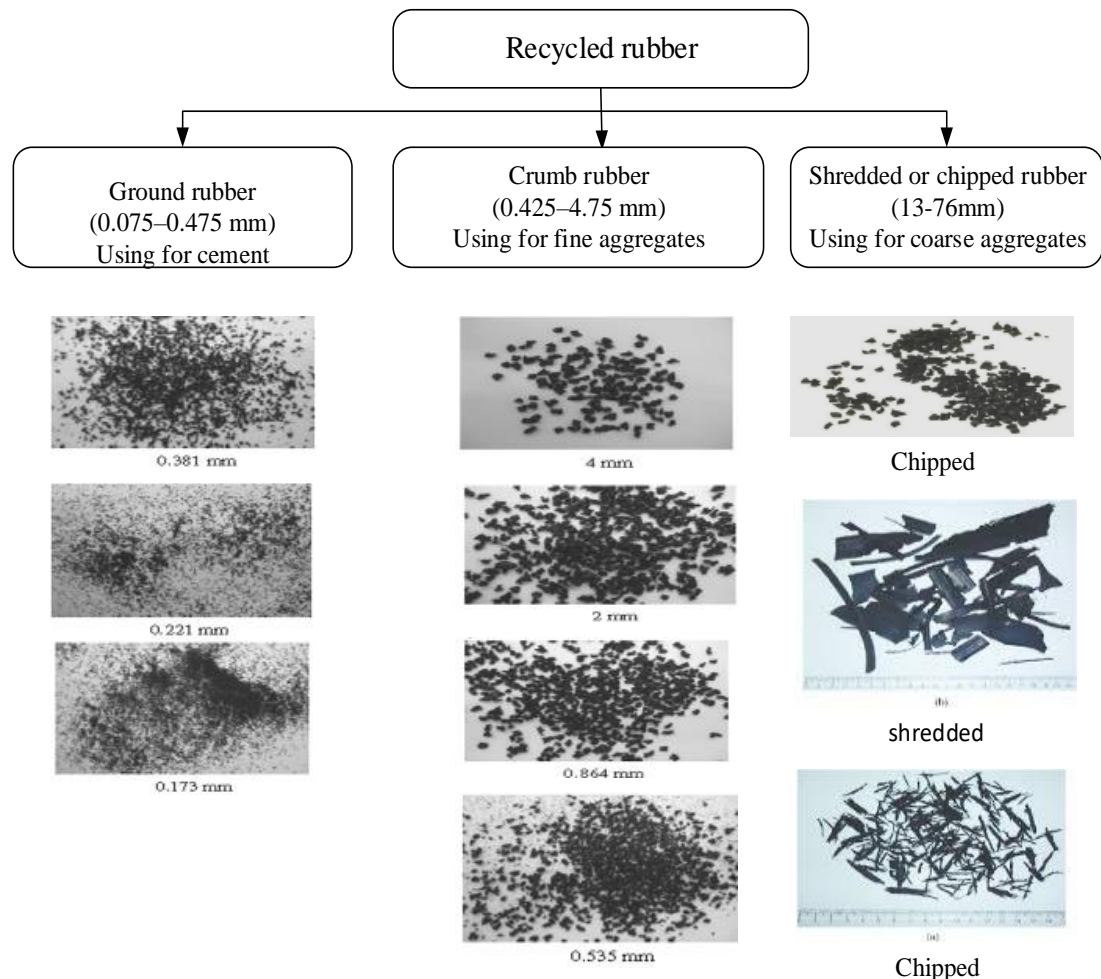 Recycled rubber
Ground rubber
(0.075–0.475 mm)
Using for cement
Crumb rubber
(0.425–4.75 mm)
Using for fine aggregates
Shredded or chipped rubber
(13-76mm)
Using for coarse aggregates
0.381 mm
0.221 mm
0.173 mm
4 mm
2 mm
0.864 mm
0.535 mm
Chipped
(b)
shredded
(a)
Chipped